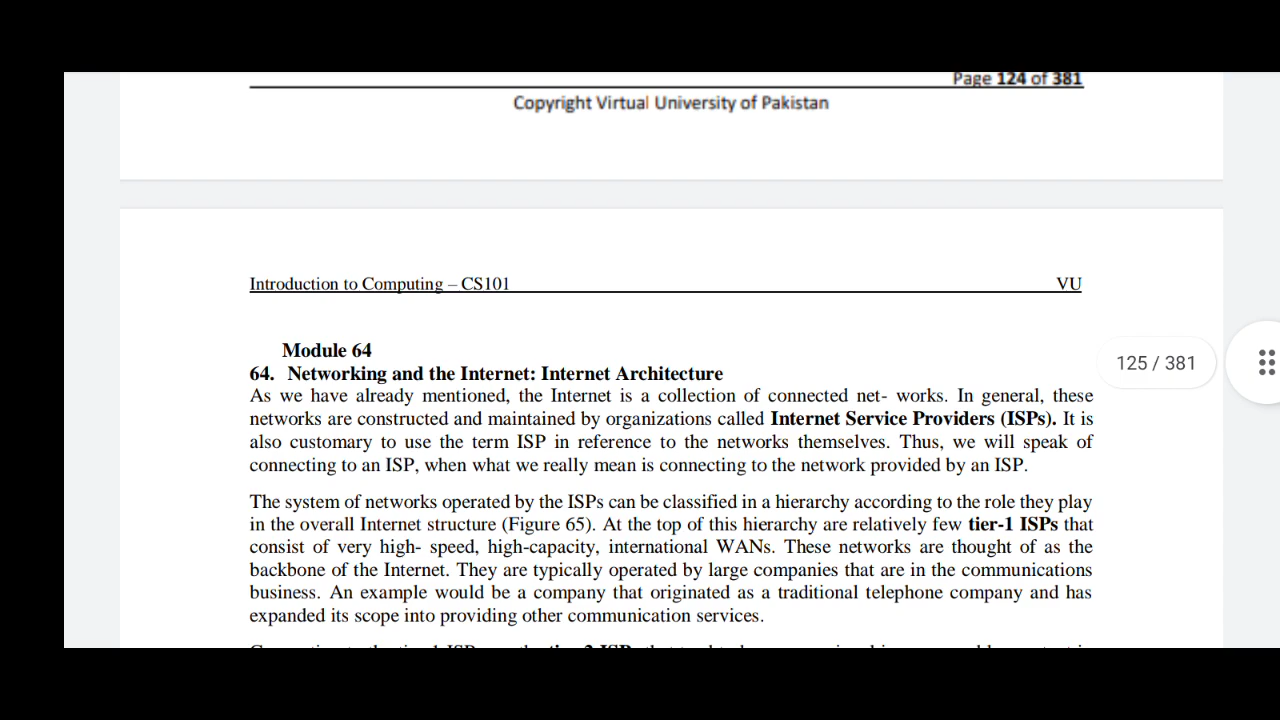 Page 124 of 381
Copyright Virtual University of Pakistan
Introduction to Computing – CS101 VU
Module 64
125 / 381
64. Networking and the Internet: Internet Architecture
As we have already mentioned, the Internet is a collection of connected net- works. In general, these
networks are constructed and maintained by organizations called Internet Service Providers (ISPs). It is
also customary to use the term ISP in reference to the networks themselves. Thus, we will speak of
connecting to an ISP, when what we really mean is connecting to the network provided by an ISP.
The system of networks operated by the ISPs can be classified in a hierarchy according to the role they play
in the overall Internet structure (Figure 65). At the top of this hierarchy are relatively few tier-1 ISPs that
consist of very high- speed, high-capacity, international WANs. These networks are thought of as the
backbone of the Internet. They are typically operated by large companies that are in the communications
business. An example would be a company that originated as a traditional telephone company and has
expanded its scope into providing other communication services.